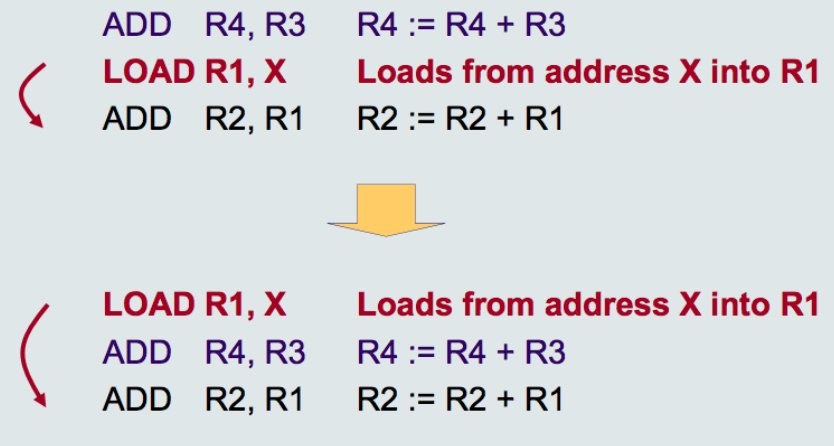 ADD R4, R3 R4 := R4 + R3
LOAD R1, X Loads from address X into R1
ADD R2, R1 R2 := R2 + R1
LOAD R1, X Loads from address X into R1
ADD R4, R3 R4 := R4 + R3
ADD R2, R1 R2 := R2 + R1